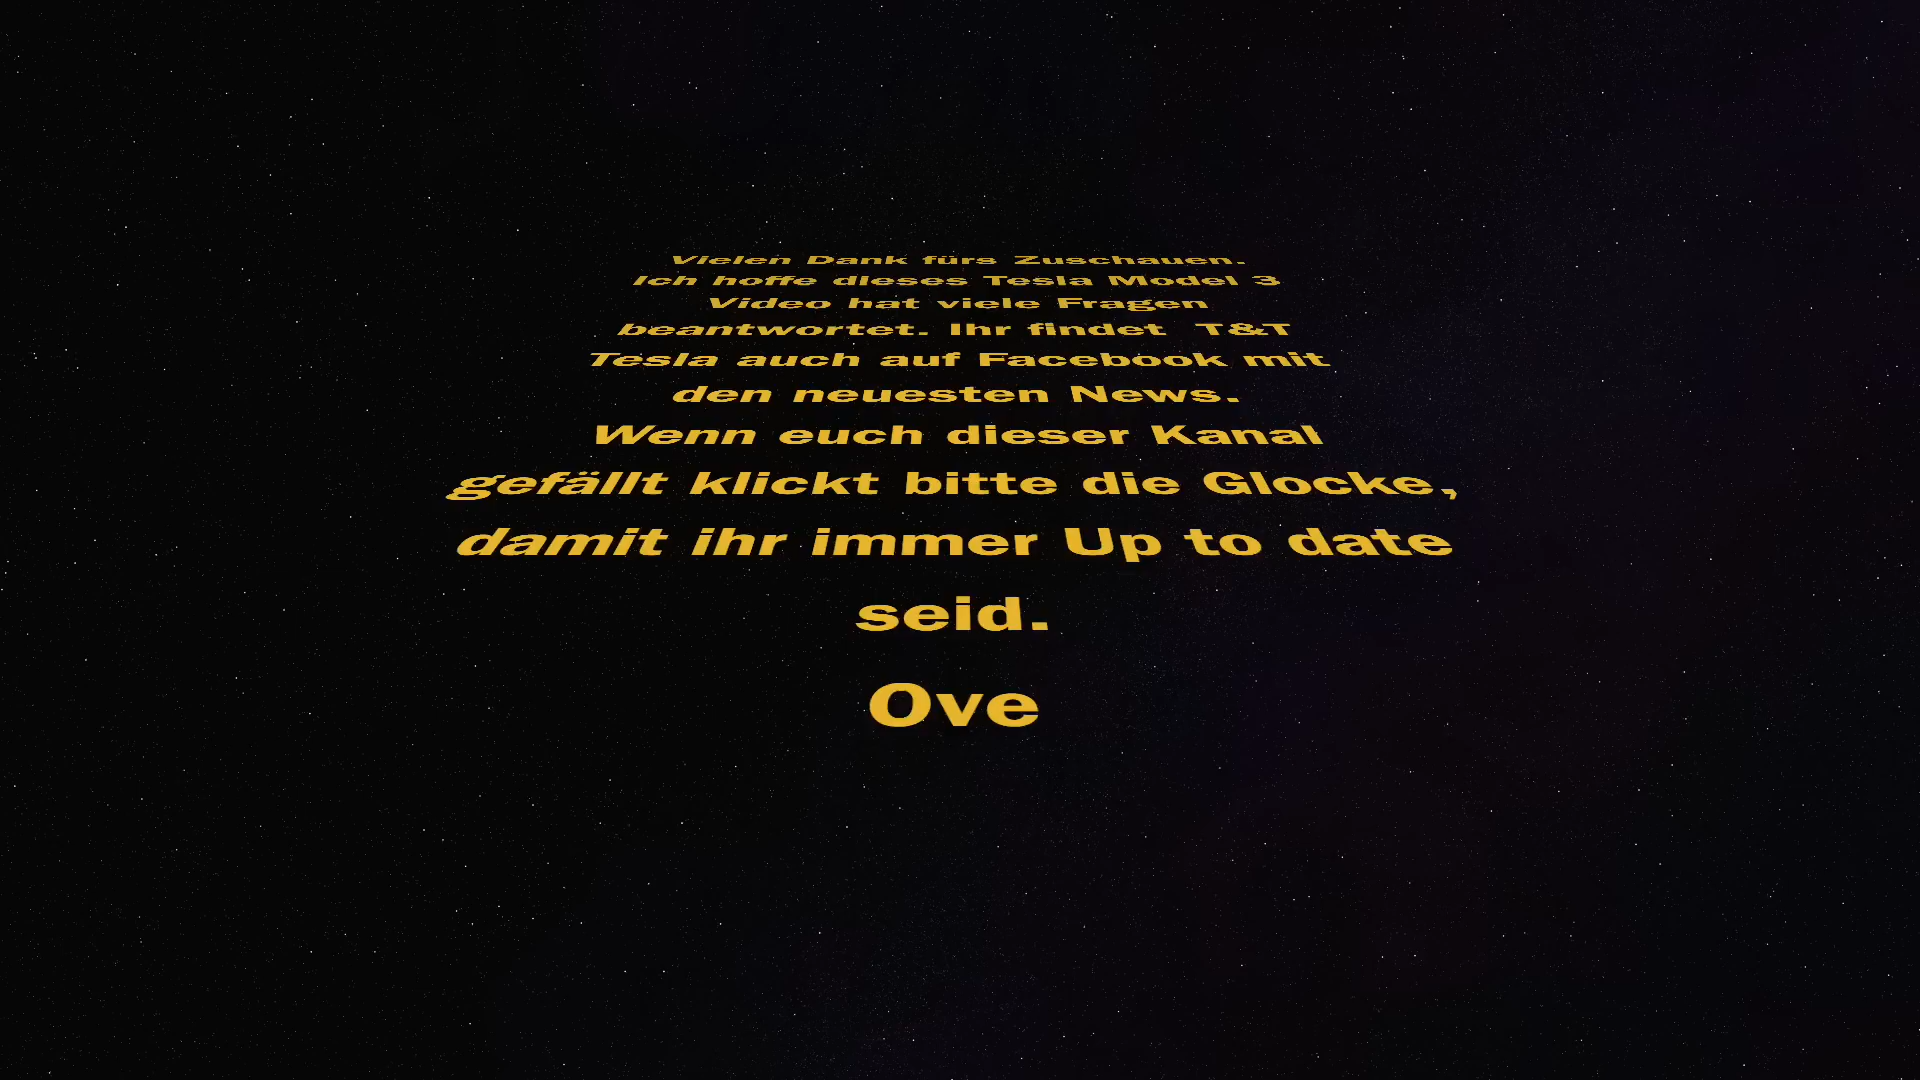 Vielen Dank fürs Zuschauen.
Ich hoffe dieses Tesla Model 3
Video hat viele Fragen
beantwortet. Ihr findet  T&T
Tesla auch auf Facebook mit
den neuesten News.
Wenn euch dieser Kanal
gefällt klickt bitte die Glocke,
damit ihr immer Up to date
seid.
Ove